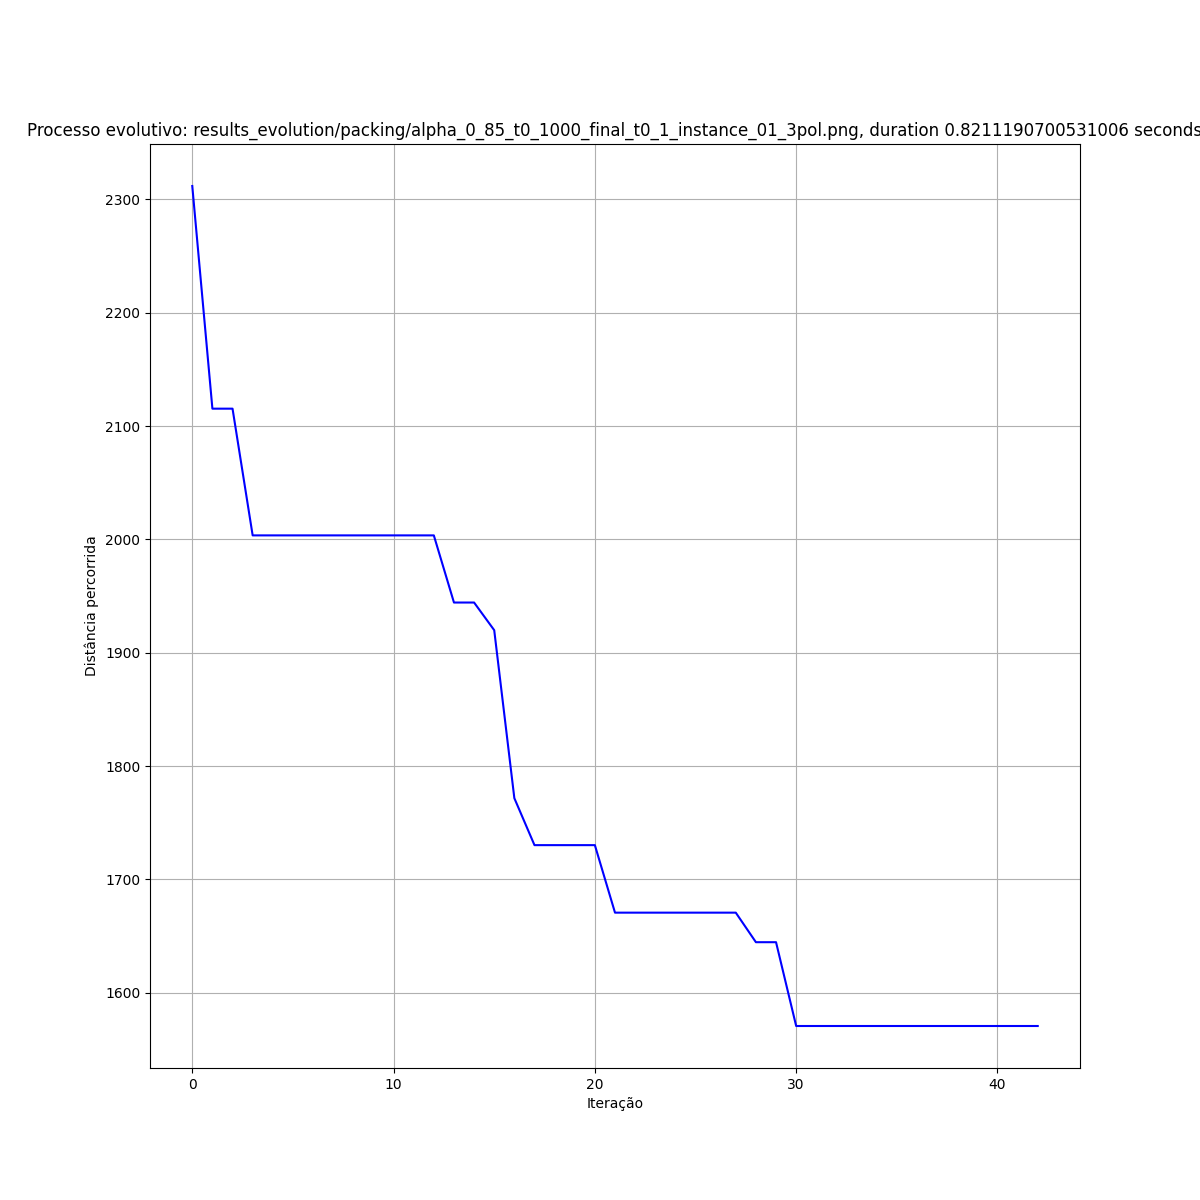 Processo evolutivo: results_evolution/packing/alpha_0_85_t0_1000_final_t0_1_instance_01_3pol.png, duration 0.8211190700531006 seconds
2300
2200
2100
2000
1900
1800
1700
1600
Distância percorrida
0 10 20 30 40
Iteração